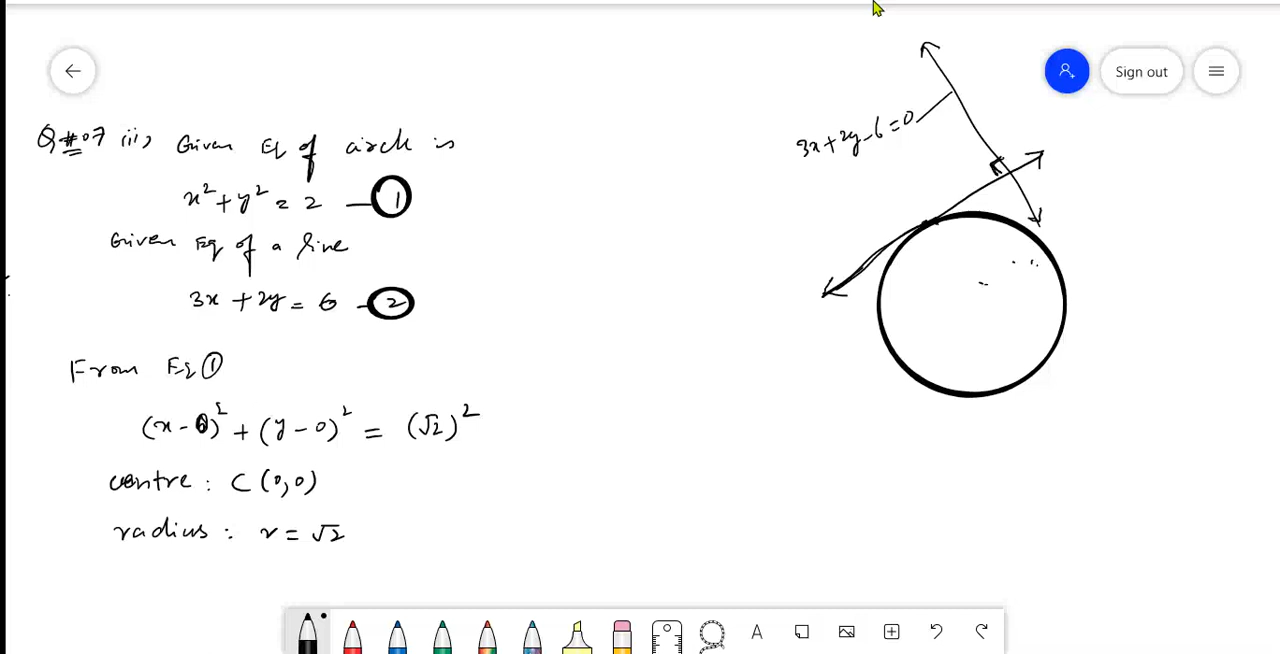 Sign out
Q#07 ii, Given Eq of circle is
x²+y² = 2 — ①
Given Eq of a line
3x + 2y = 6 — ②
From Eq ①
(x - 0)² + (y - 0)² = (√2)²
centre : C (0,0)
radius : r = √2
3x + 2y - 6 = 0
A